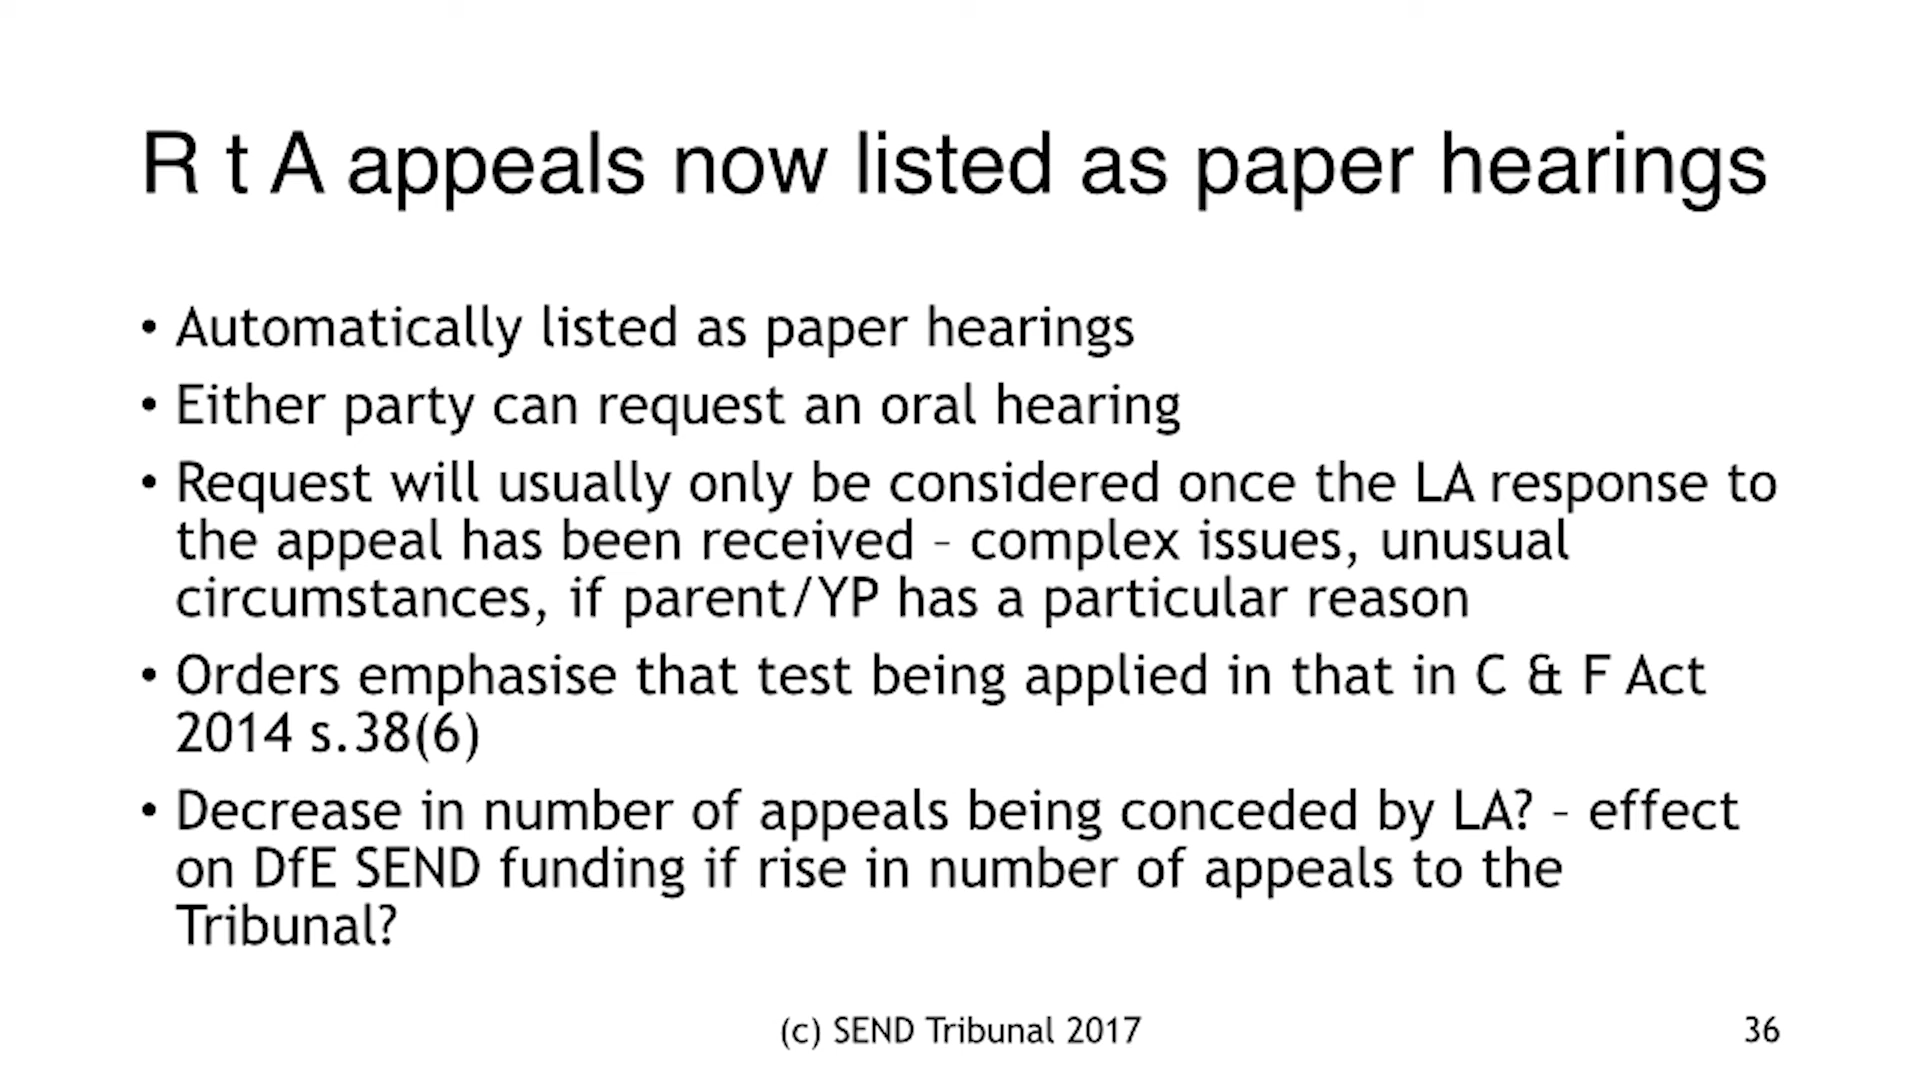 R t A appeals now listed as paper hearings
• Automatically listed as paper hearings
• Either party can request an oral hearing
• Request will usually only be considered once the LA response to
the appeal has been received – complex issues, unusual
circumstances, if parent/YP has a particular reason
• Orders emphasise that test being applied in that in C & F Act
2014 s.38(6)
• Decrease in number of appeals being conceded by LA? – effect
on DfE SEND funding if rise in number of appeals to the
Tribunal?
(c) SEND Tribunal 2017
36